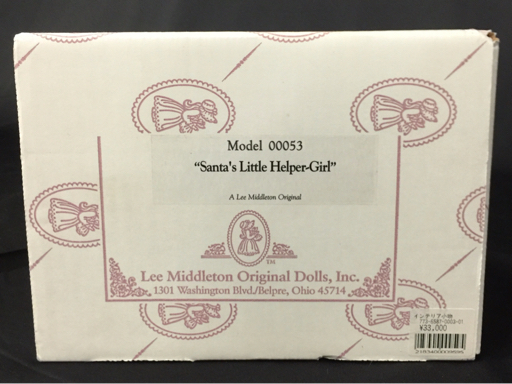 Model 00053
“Santa's Little Helper-Girl”
A Lee Middleton Original
TM
Lee Middleton Original Dolls, Inc.
1301 Washington Blvd./Belpre, Ohio 45714
インテリア小物
¥33,000